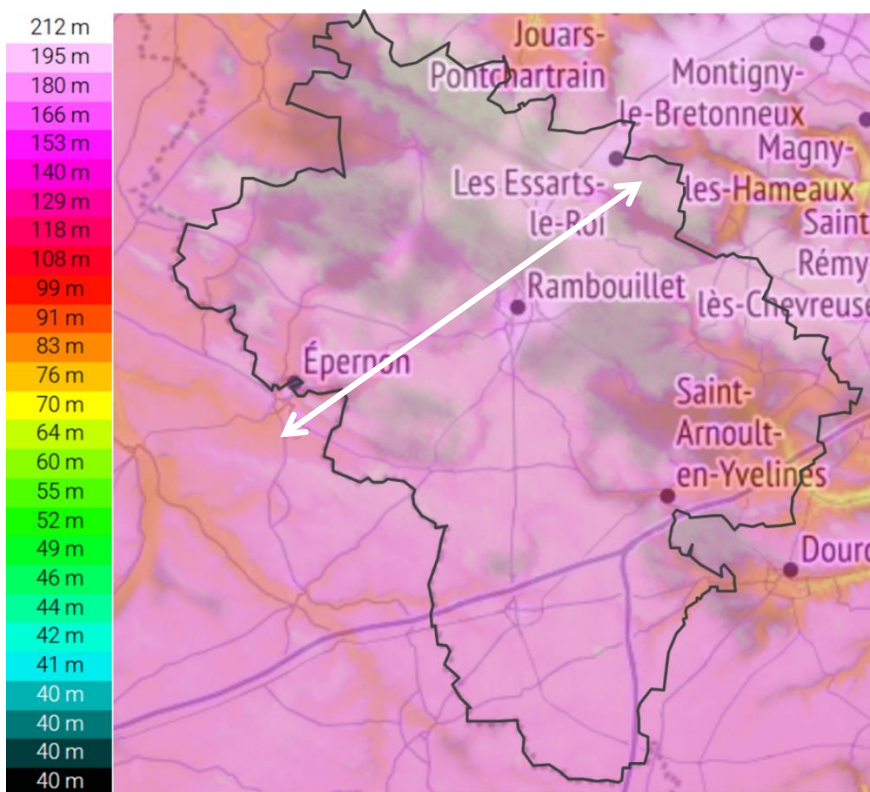 212 m
195 m
180 m
166 m
153 m
140 m
129 m
118 m
108 m
99 m
91 m
83 m
76 m
70 m
64 m
60 m
55 m
52 m
49 m
46 m
44 m
42 m
41 m
40 m
40 m
40 m
40 m
Jouars-
Pontchartrain
Montigny-
le-Bretonneux
Magny-
les-Hameaux
Les Essarts-
le-Roi
Saint
Rémy
lès-Chevreuse
Rambouillet
Épernon
Saint-
Arnoult-
en-Yvelines
Dourd